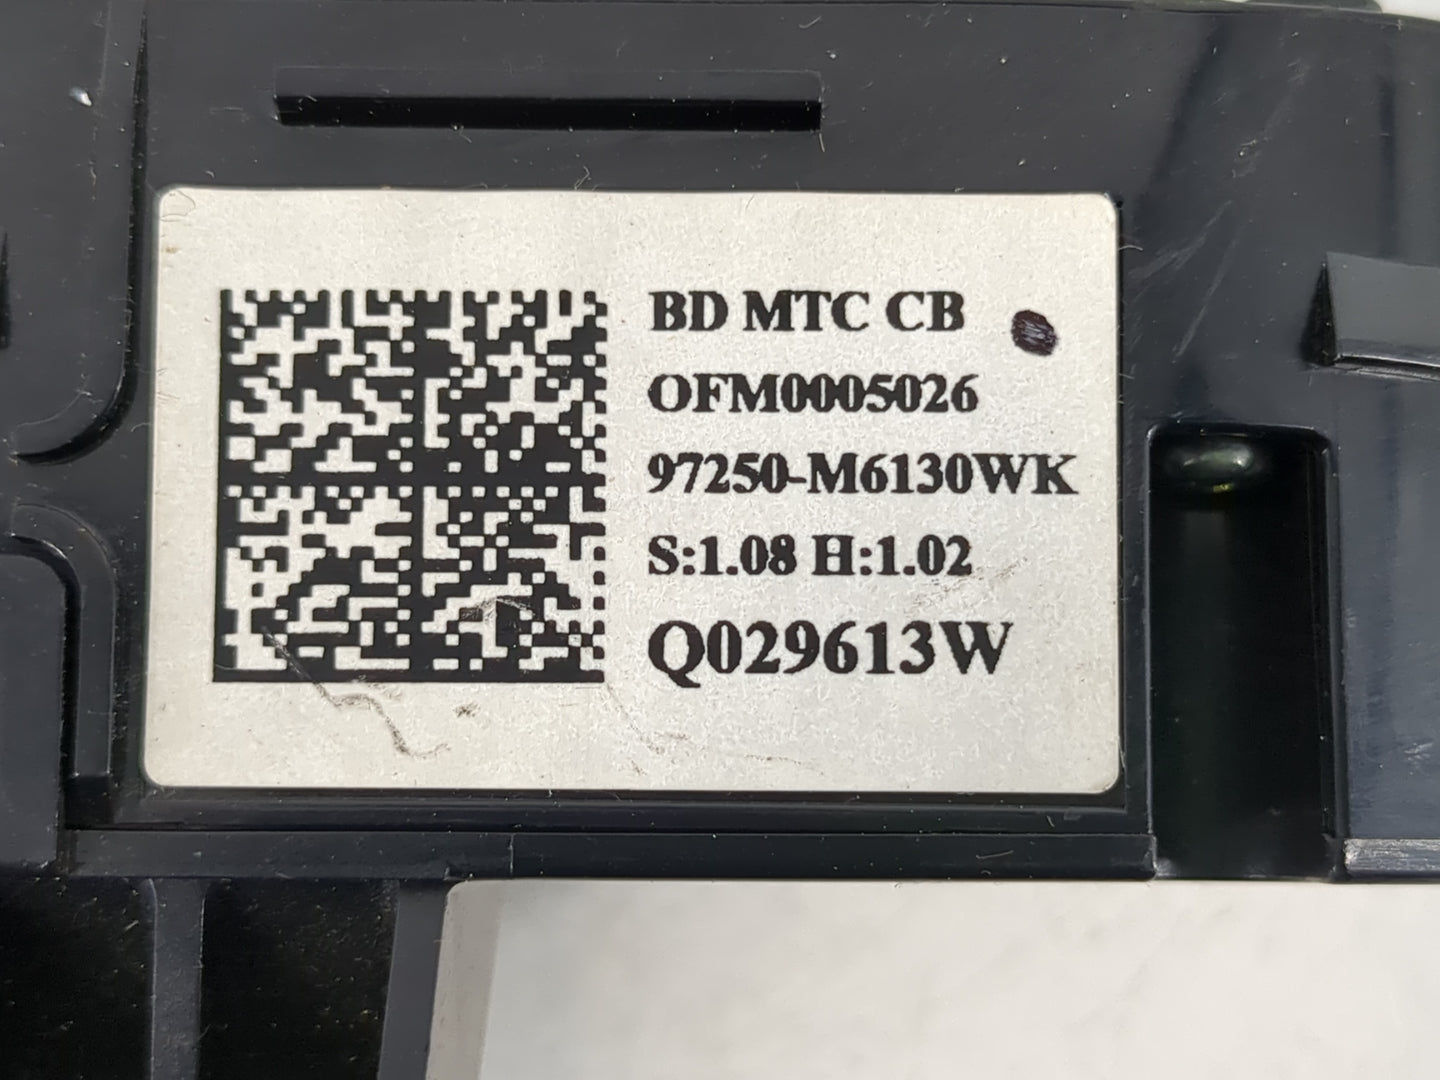 BD MTC CB
OFM0005026
97250-M6130WK
S:1.08 H:1.02
Q029613W